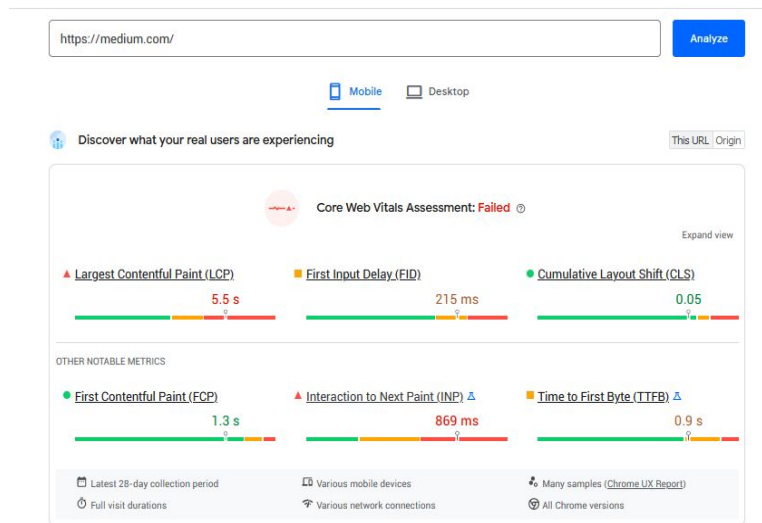 https://medium.com/
Analyze
Mobile
Desktop
Discover what your real users are experiencing
This URL
Origin
Core Web Vitals Assessment: Failed
Expand view
Largest Contentful Paint (LCP)
5.5 s
First Input Delay (FID)
215 ms
Cumulative Layout Shift (CLS)
0.05
OTHER NOTABLE METRICS
First Contentful Paint (FCP)
1.3 s
Interaction to Next Paint (INP)
869 ms
Time to First Byte (TTFB)
0.9 s
Latest 28-day collection period
Various mobile devices
Many samples (Chrome UX Report)
Full visit durations
Various network connections
All Chrome versions